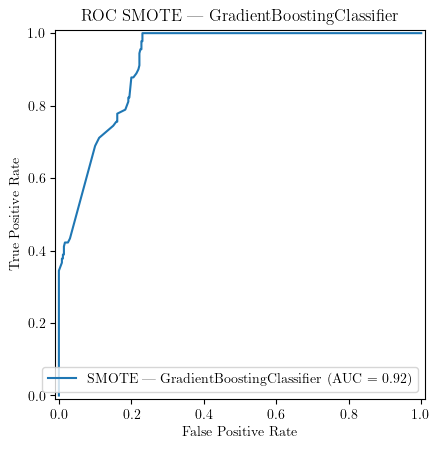 ROC SMOTE — GradientBoostingClassifier
1.0
0.8
0.6
0.4
0.2
0.0
True Positive Rate
SMOTE — GradientBoostingClassifier (AUC = 0.92)
0.0 0.2 0.4 0.6 0.8 1.0
False Positive Rate